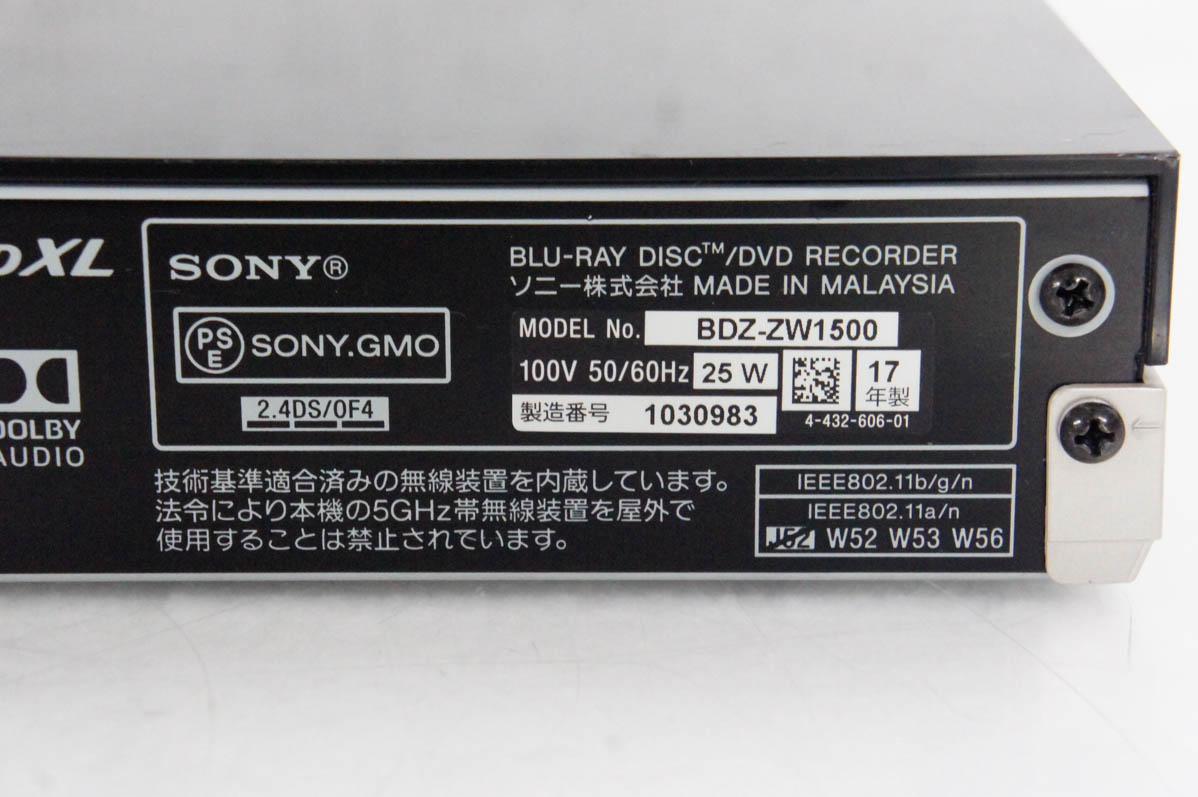 XL
DOLBY
AUDIO
SONY®
PS
E
SONY.GMO
2.4DS/OF4
BLU-RAY DISC™/DVD RECORDER
ソニー株式会社 MADE IN MALAYSIA
MODEL No. BDZ-ZW1500
100V 50/60Hz 25 W
17
年製
製造番号 1030983
4-432-606-01
技術基準適合済みの無線装置を内蔵しています。
法令により本機の5GHz帯無線装置を屋外で
使用することは禁止されています。
IEEE802.11b/g/n
IEEE802.11a/n
J52 W52 W53 W56